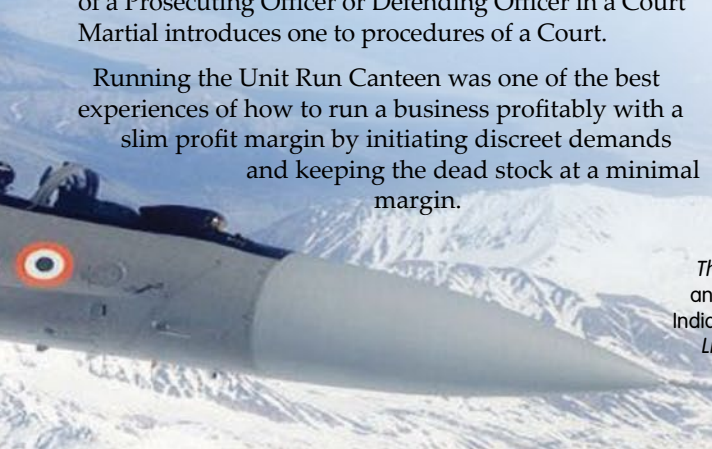 of a Prosecuting Officer or Defending Officer in a Court
Martial introduces one to procedures of a Court.
Running the Unit Run Canteen was one of the best
experiences of how to run a business profitably with a
slim profit margin by initiating discreet demands
and keeping the dead stock at a minimal
margin.